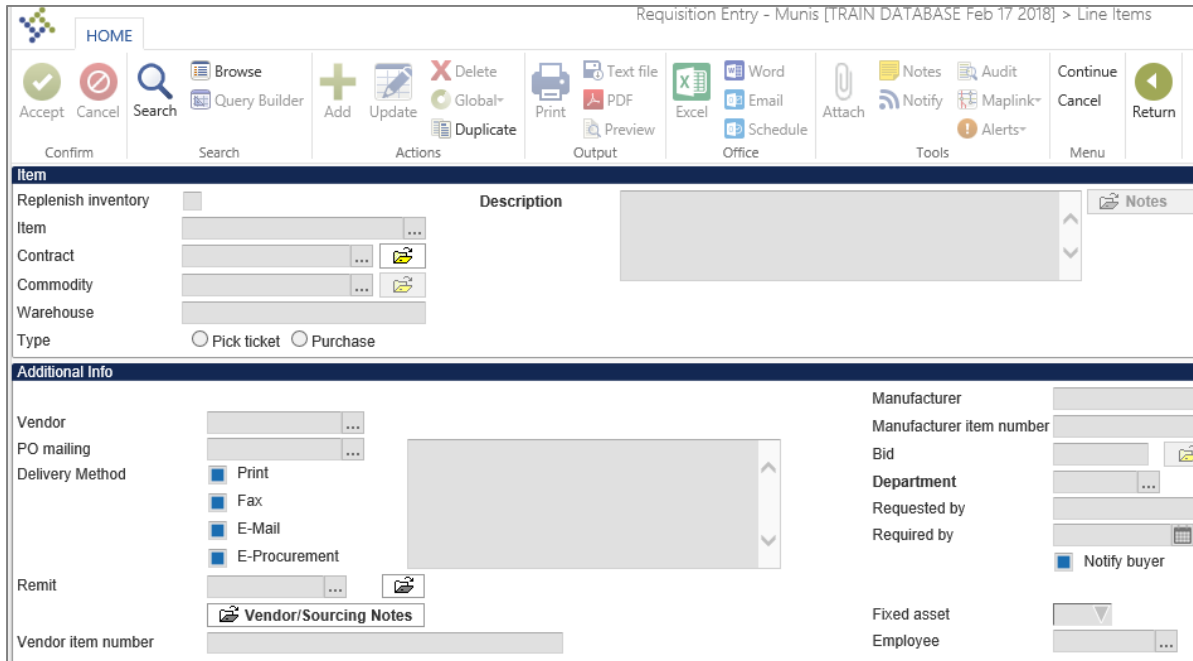 Requisition Entry - Munis [TRAIN DATABASE Feb 17 2018] > Line Items
HOME
Accept
Cancel
Search
Browse
Query Builder
Add
Update
Delete
Global
Duplicate
Print
Text file
PDF
Preview
Excel
Word
Email
Schedule
Attach
Notes
Notify
Audit
Maplink
Alerts
Continue
Cancel
Return
Confirm
Search
Actions
Output
Office
Tools
Menu
Item
Replenish inventory
Description
Notes
Item
...
Contract
...
Commodity
...
Warehouse
Type
Pick ticket
Purchase
Additional Info
Manufacturer
Vendor
...
Manufacturer item number
PO mailing
...
Bid
Delivery Method
Print
Department
...
Fax
Requested by
E-Mail
Required by
E-Procurement
Notify buyer
Remit
...
Vendor/Sourcing Notes
Fixed asset
Vendor item number
Employee
...